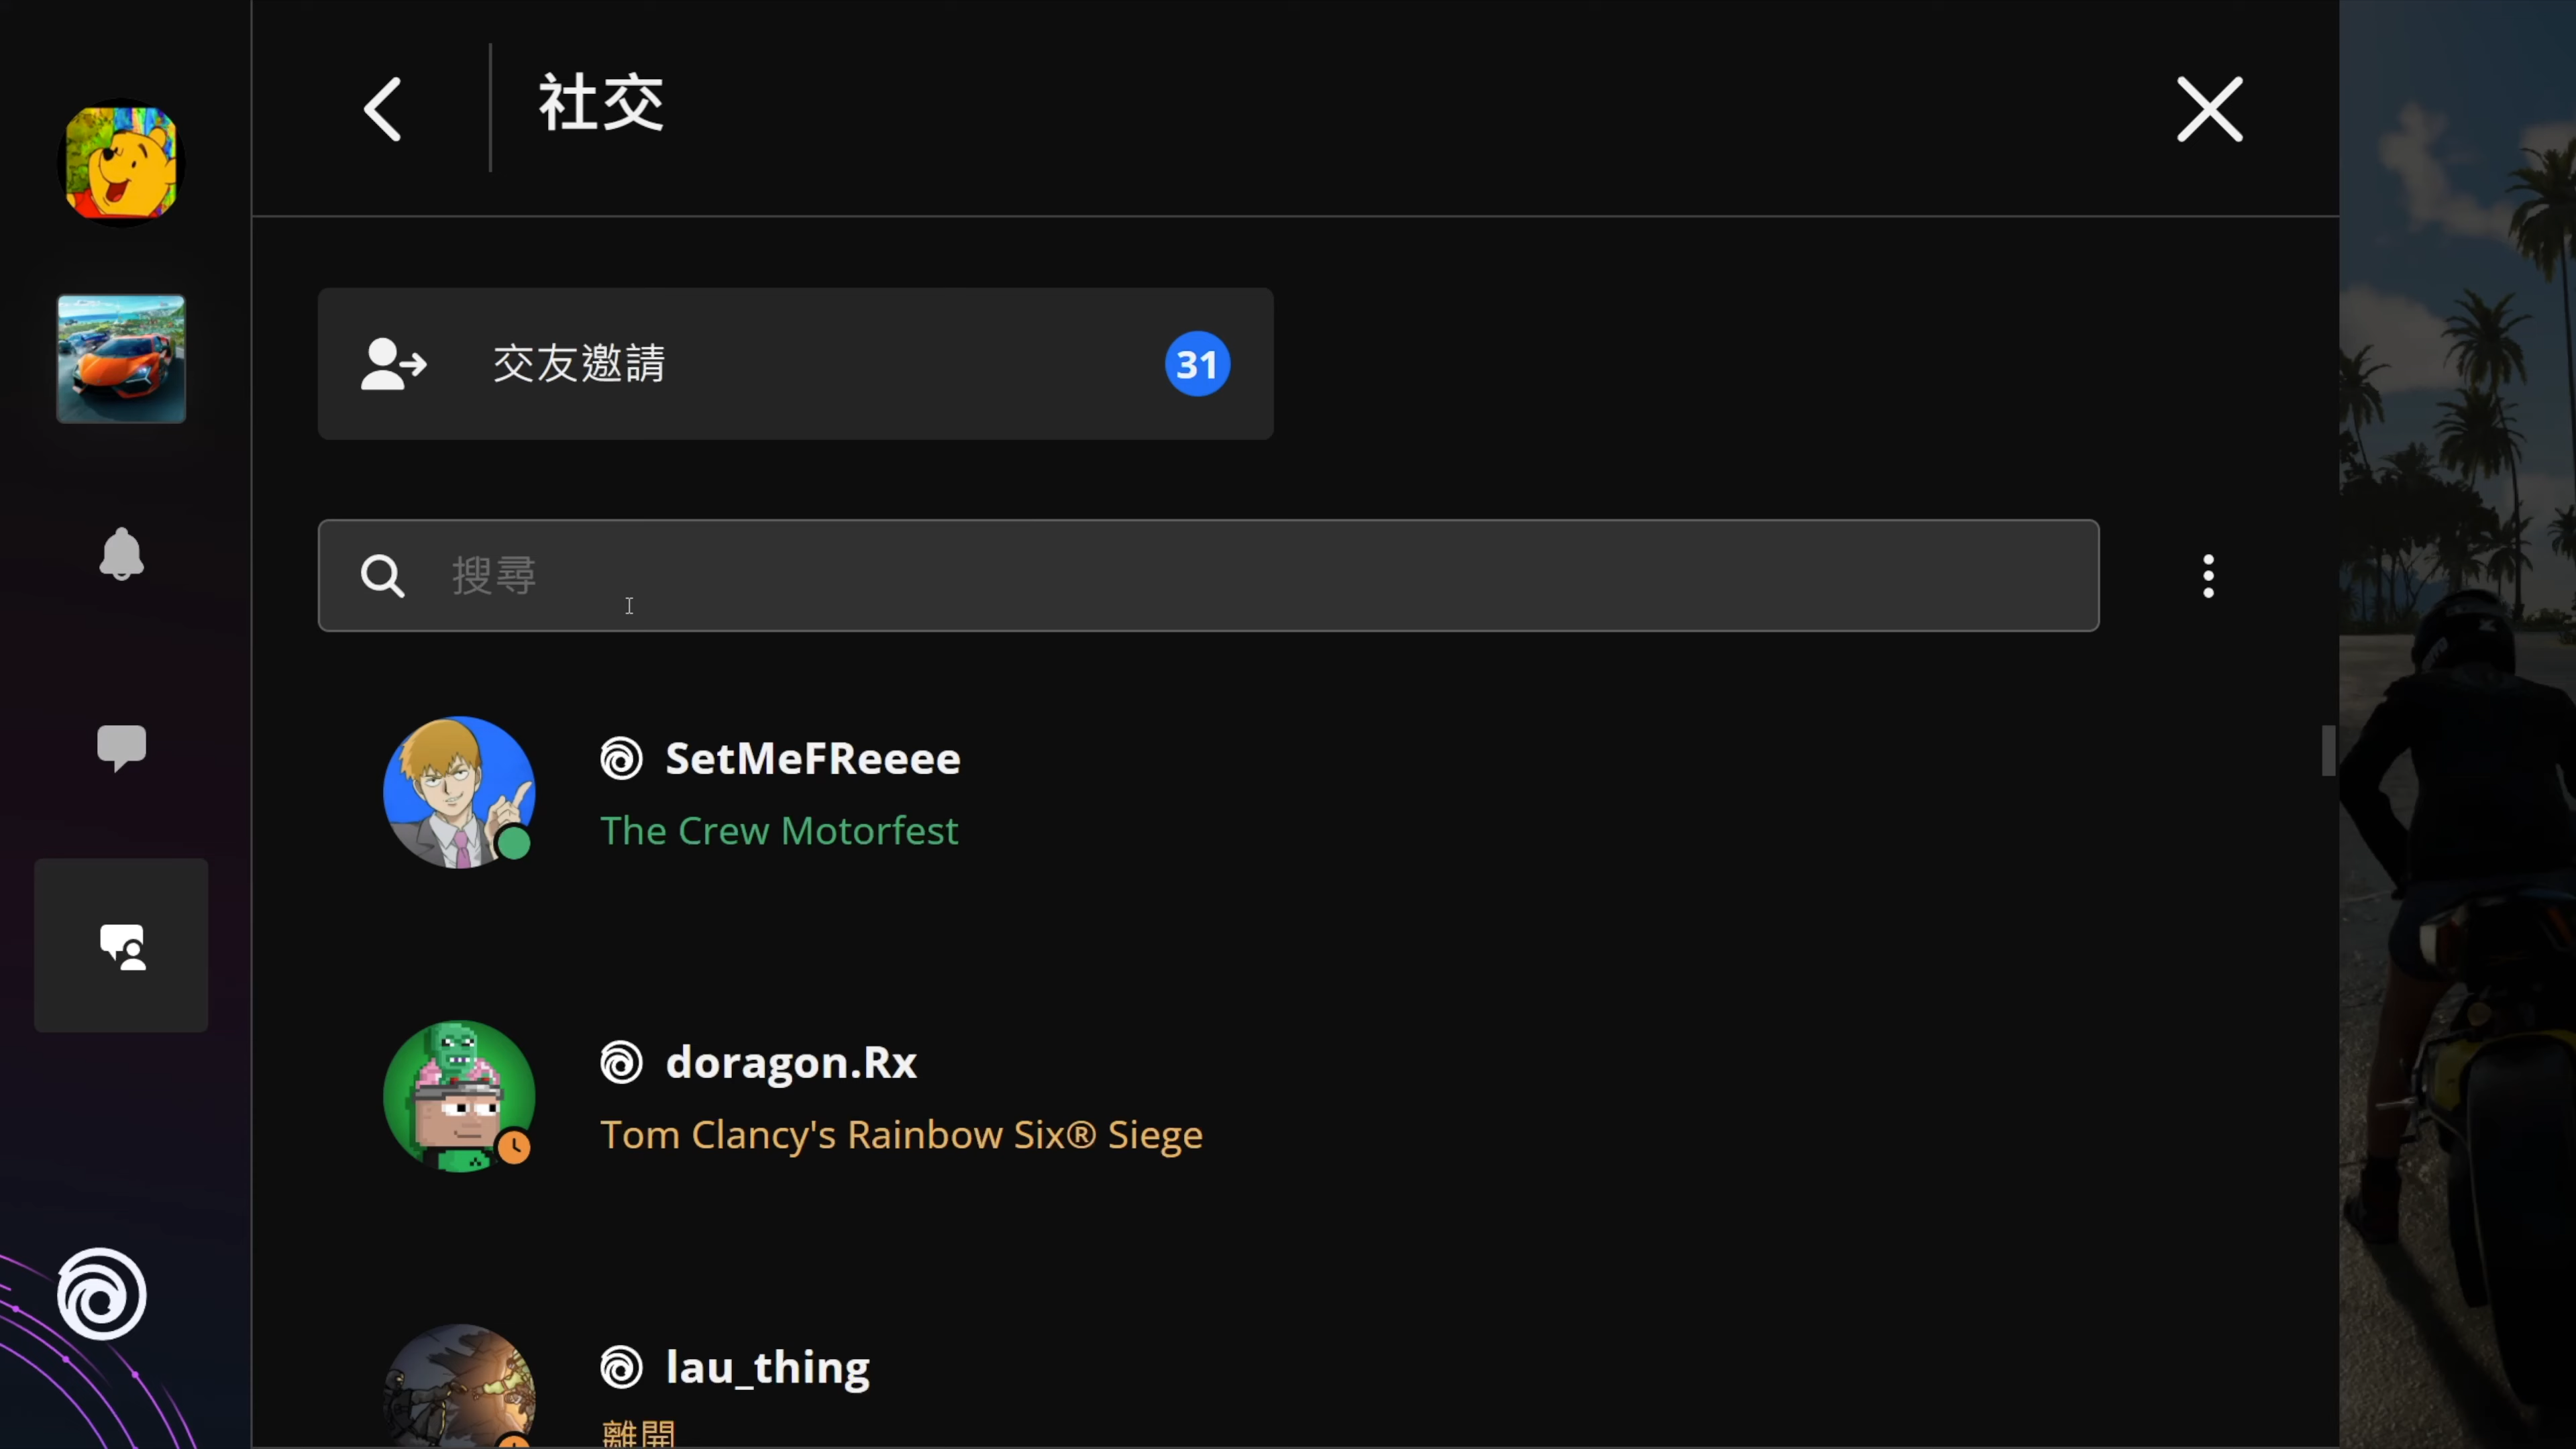 社交
交友邀請
31
搜尋
SetMeFReeee
The Crew Motorfest
doragon.Rx
Tom Clancy's Rainbow Six® Siege
lau_thing
離開